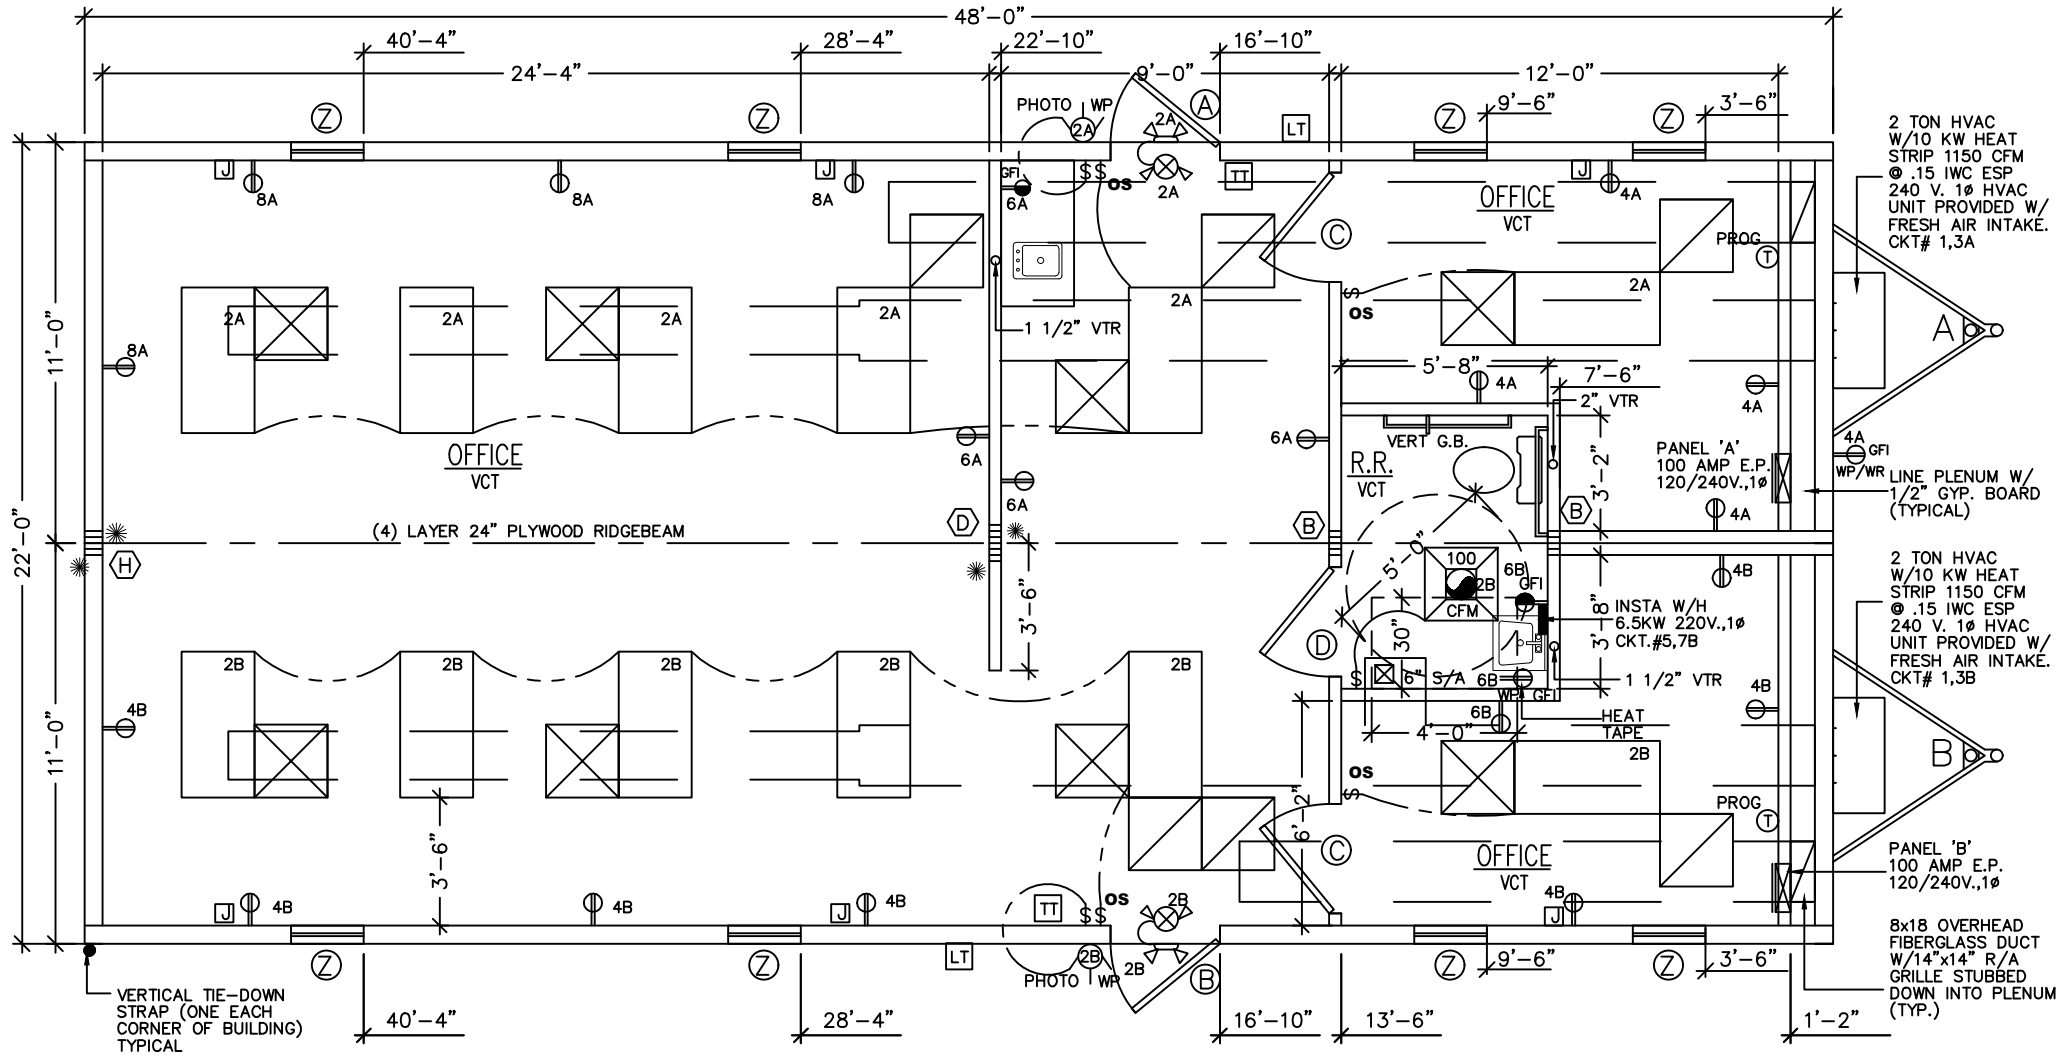 48'-0"
40'-4"
28'-4"
22'-10"
16'-10"
24'-4"
9'-0"
12'-0"
9'-6"
3'-6"
Z
Z
PHOTO WP
2A
2A
A
LT
Z
Z
2 TON HVAC
W/10 KW HEAT
STRIP 1150 CFM
@ .15 IWC ESP
240 V. 1ø HVAC
UNIT PROVIDED W/
FRESH AIR INTAKE.
CKT# 1,3A
J
8A
8A
J
8A
GFI
6A
$$
os
2A
TT
J
4A
OFFICE
VCT
C
PROG
T
2A
2A
2A
2A
2A
2A
1 1/2" VTR
$
os
A
11'-0"
8A
5'-8"
7'-6"
4A
2" VTR
4A
OFFICE
VCT
6A
6A
6A
VERT G.B.
R.R.
VCT
3'-2"
PANEL 'A'
100 AMP E.P.
120/240V.,1ø
4A
GFI
WP/WR
LINE PLENUM W/
1/2" GYP. BOARD
(TYPICAL)
4A
22'-0"
(4) LAYER 24" PLYWOOD RIDGEBEAM
D
B
B
H
5'-0"
100
2B
CFM
6B
GFI
4B
2 TON HVAC
W/10 KW HEAT
STRIP 1150 CFM
@ .15 IWC ESP
240 V. 1ø HVAC
UNIT PROVIDED W/
FRESH AIR INTAKE.
CKT# 1,3B
3'-6"
30"
3'-8"
INSTA W/H
6.5KW 220V.,1ø
CKT.#5,7B
D
2B
2B
2B
2B
2B
$
6" S/A
6B
WP GFI
1 1/2" VTR
4B
6B
4B
HEAT
TAPE
4'-0"
11'-0"
2B
os
$
B
6'-2"
PROG
T
3'-6"
C
OFFICE
VCT
PANEL 'B'
100 AMP E.P.
120/240V.,1ø
J
4B
4B
J
4B
TT
$$
os
2B
4B
J
8x18 OVERHEAD
FIBERGLASS DUCT
W/14"x14" R/A
GRILLE STUBBED
DOWN INTO PLENUM
(TYP.)
Z
Z
LT
2B
PHOTO WP
2B
B
Z
9'-6"
Z
3'-6"
VERTICAL TIE-DOWN
STRAP (ONE EACH
CORNER OF BUILDING)
TYPICAL
40'-4"
28'-4"
16'-10"
13'-6"
1'-2"